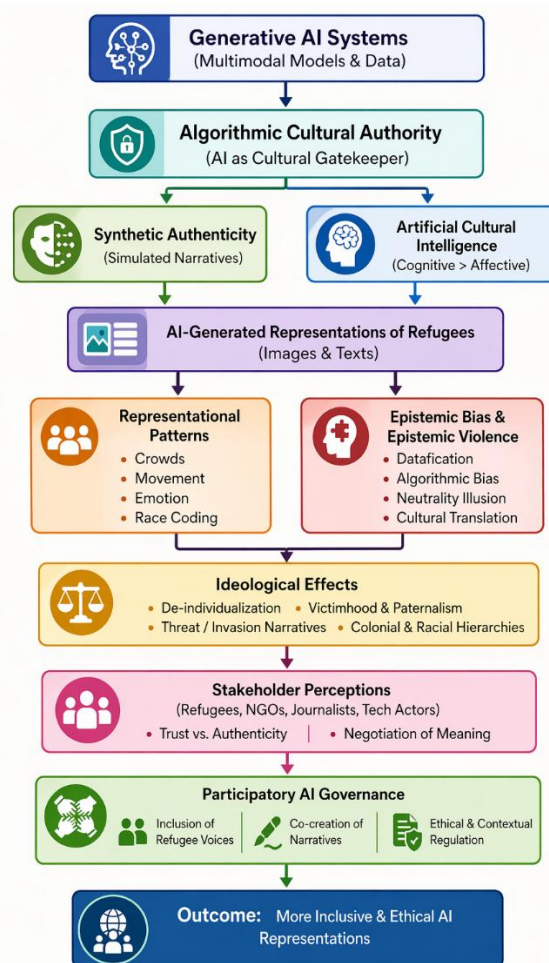 Generative AI Systems
(Multimodal Models & Data)
Algorithmic Cultural Authority
(AI as Cultural Gatekeeper)
Synthetic Authenticity
(Simulated Narratives)
Artificial Cultural
Intelligence
(Cognitive > Affective)
AI-Generated Representations of Refugees
(Images & Texts)
Representational
Patterns
• Crowds
• Movement
• Emotion
• Race Coding
Epistemic Bias &
Epistemic Violence
• Datafication
• Algorithmic Bias
• Neutrality Illusion
• Cultural Translation
Ideological Effects
• De-individualization • Victimhood & Paternalism
• Threat / Invasion Narratives • Colonial & Racial Hierarchies
Stakeholder Perceptions
(Refugees, NGOs, Journalists, Tech Actors)
• Trust vs. Authenticity | • Negotiation of Meaning
Participatory AI Governance
Inclusion of
Refugee Voices
Co-creation of
Narratives
Ethical & Contextual
Regulation
Outcome: More Inclusive & Ethical AI
Representations